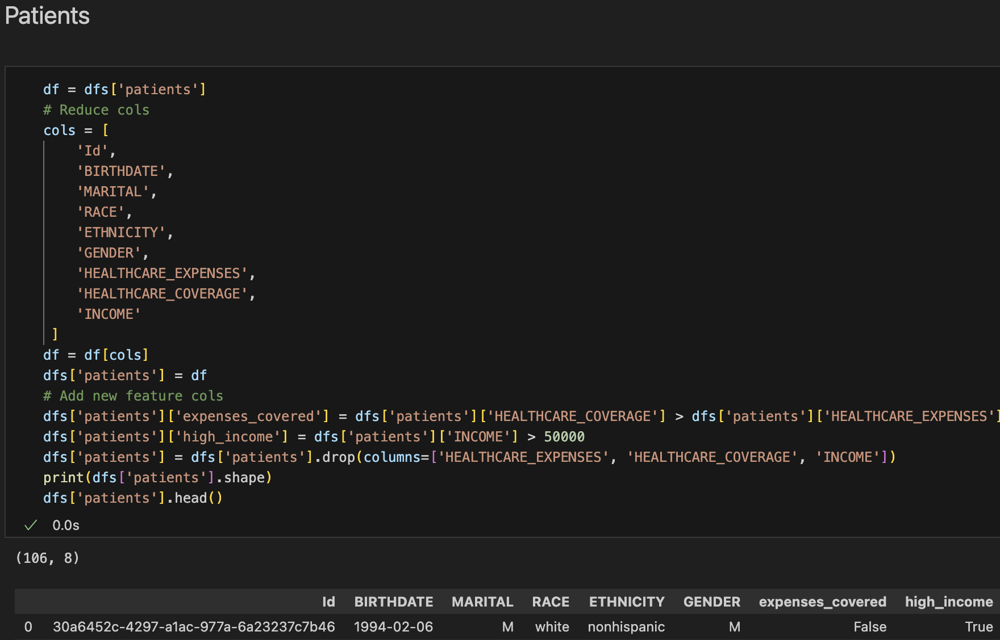 Patients
df = dfs['patients']
# Reduce cols
cols = [
    'Id',
    'BIRTHDATE',
    'MARITAL',
    'RACE',
    'ETHNICITY',
    'GENDER',
    'HEALTHCARE_EXPENSES',
    'HEALTHCARE_COVERAGE',
    'INCOME'
 ]
df = df[cols]
dfs['patients'] = df
# Add new feature cols
dfs['patients']['expenses_covered'] = dfs['patients']['HEALTHCARE_COVERAGE'] > dfs['patients']['HEALTHCARE_EXPENSES']
dfs['patients']['high_income'] = dfs['patients']['INCOME'] > 50000
dfs['patients'] = dfs['patients'].drop(columns=['HEALTHCARE_EXPENSES', 'HEALTHCARE_COVERAGE', 'INCOME'])
print(dfs['patients'].shape)
dfs['patients'].head()
0.0s
(106, 8)
Id BIRTHDATE MARITAL RACE ETHNICITY GENDER expenses_covered high_income
0 30a6452c-4297-a1ac-977a-6a23237c7b46 1994-02-06 M white nonhispanic M False True